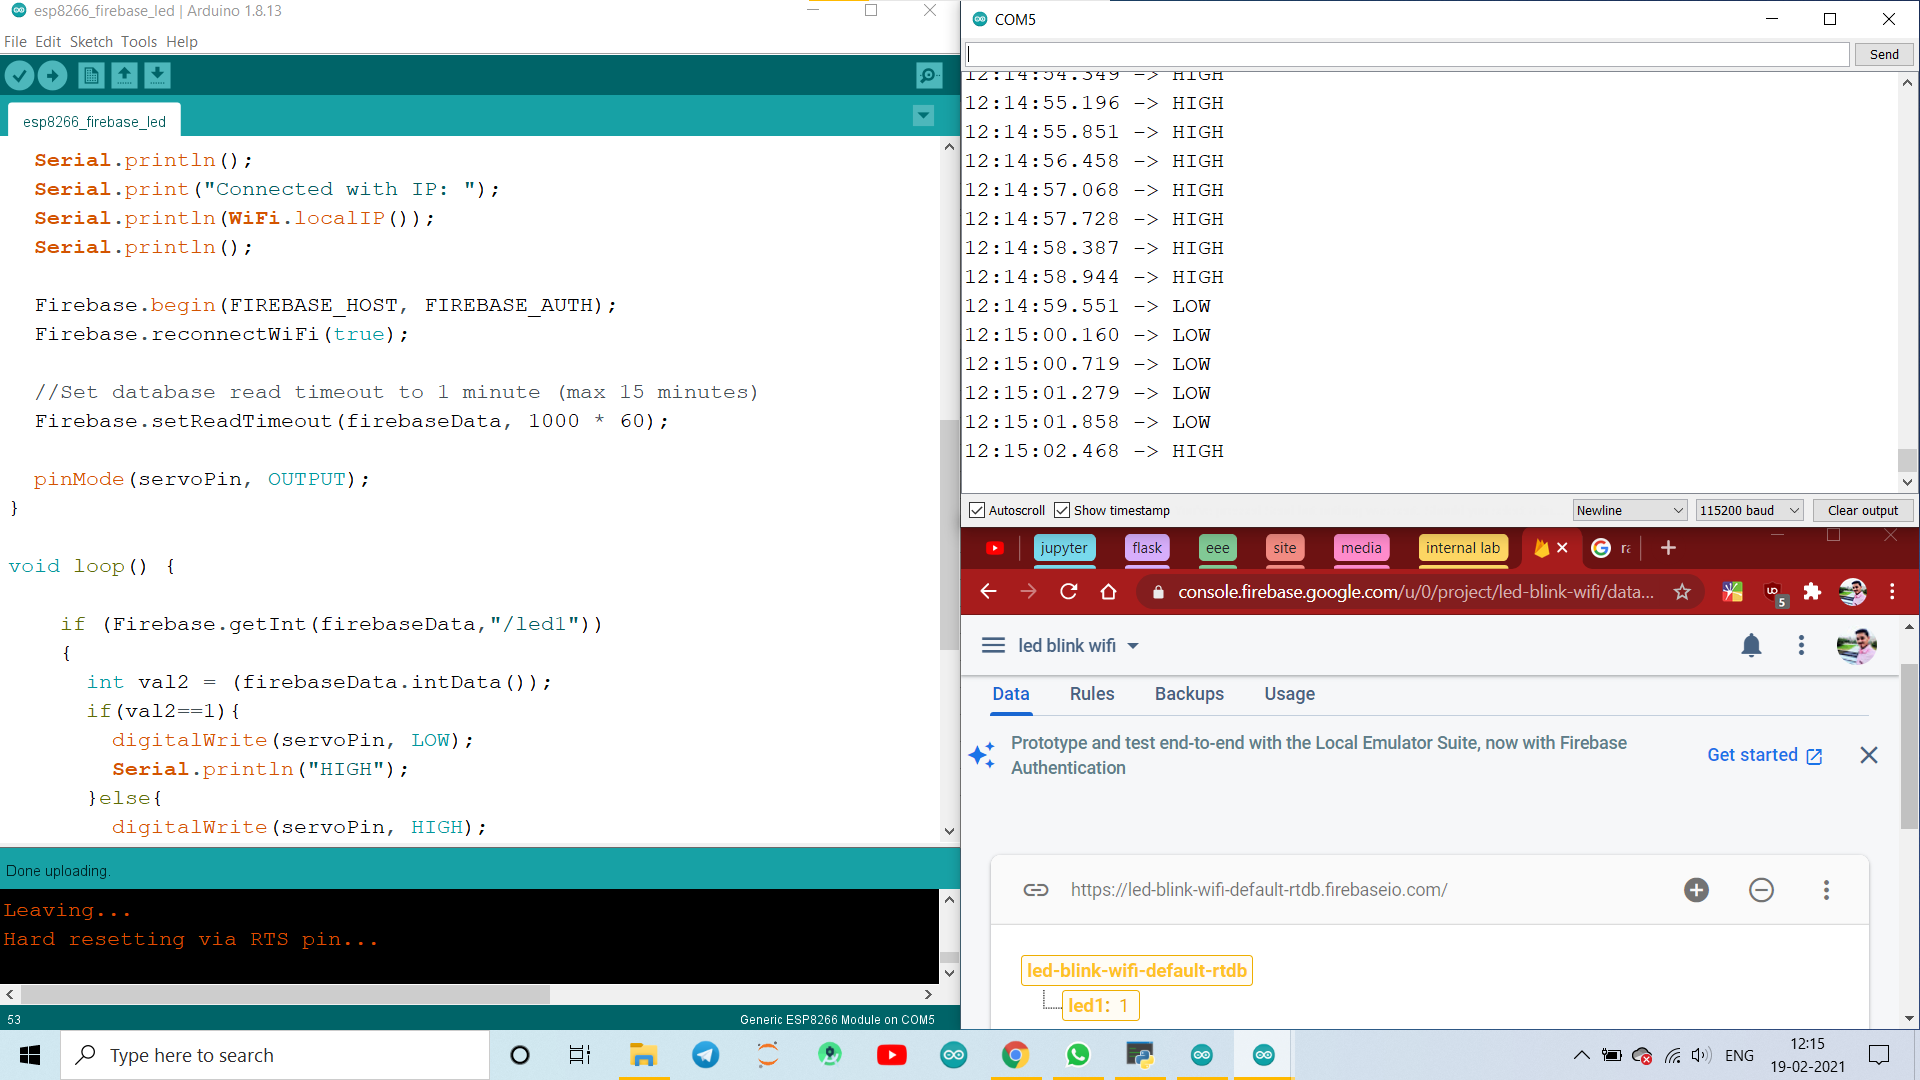 esp8266_firebase_led | Arduino 1.8.13
File Edit Sketch Tools Help
esp8266_firebase_led
Serial.println();
Serial.print("Connected with IP: ");
Serial.println(WiFi.localIP());
Serial.println();
Firebase.begin(FIREBASE_HOST, FIREBASE_AUTH);
Firebase.reconnectWiFi(true);
//Set database read timeout to 1 minute (max 15 minutes)
Firebase.setReadTimeout(firebaseData, 1000 * 60);
pinMode(servoPin, OUTPUT);
}
void loop() {
if (Firebase.getInt(firebaseData,"/led1"))
{
int val2 = (firebaseData.intData());
if(val2==1){
digitalWrite(servoPin, LOW);
Serial.println("HIGH");
}else{
digitalWrite(servoPin, HIGH);
Done uploading.
Leaving...
Hard resetting via RTS pin...
53
Generic ESP8266 Module on COM5
COM5
Send
12:14:54.349 -> HIGH
12:14:55.196 -> HIGH
12:14:55.851 -> HIGH
12:14:56.458 -> HIGH
12:14:57.068 -> HIGH
12:14:57.728 -> HIGH
12:14:58.387 -> HIGH
12:14:58.944 -> HIGH
12:14:59.551 -> LOW
12:15:00.160 -> LOW
12:15:00.719 -> LOW
12:15:01.279 -> LOW
12:15:01.858 -> LOW
12:15:02.468 -> HIGH
Autoscroll Show timestamp Newline 115200 baud Clear output
jupyter flask eee site media internal lab
console.firebase.google.com/u/0/project/led-blink-wifi/data...
5
led blink wifi
Data Rules Backups Usage
Prototype and test end-to-end with the Local Emulator Suite, now with Firebase
Authentication
Get started
https://led-blink-wifi-default-rtdb.firebaseio.com/
led-blink-wifi-default-rtdb
led1: 1
Type here to search
ENG
12:15
19-02-2021